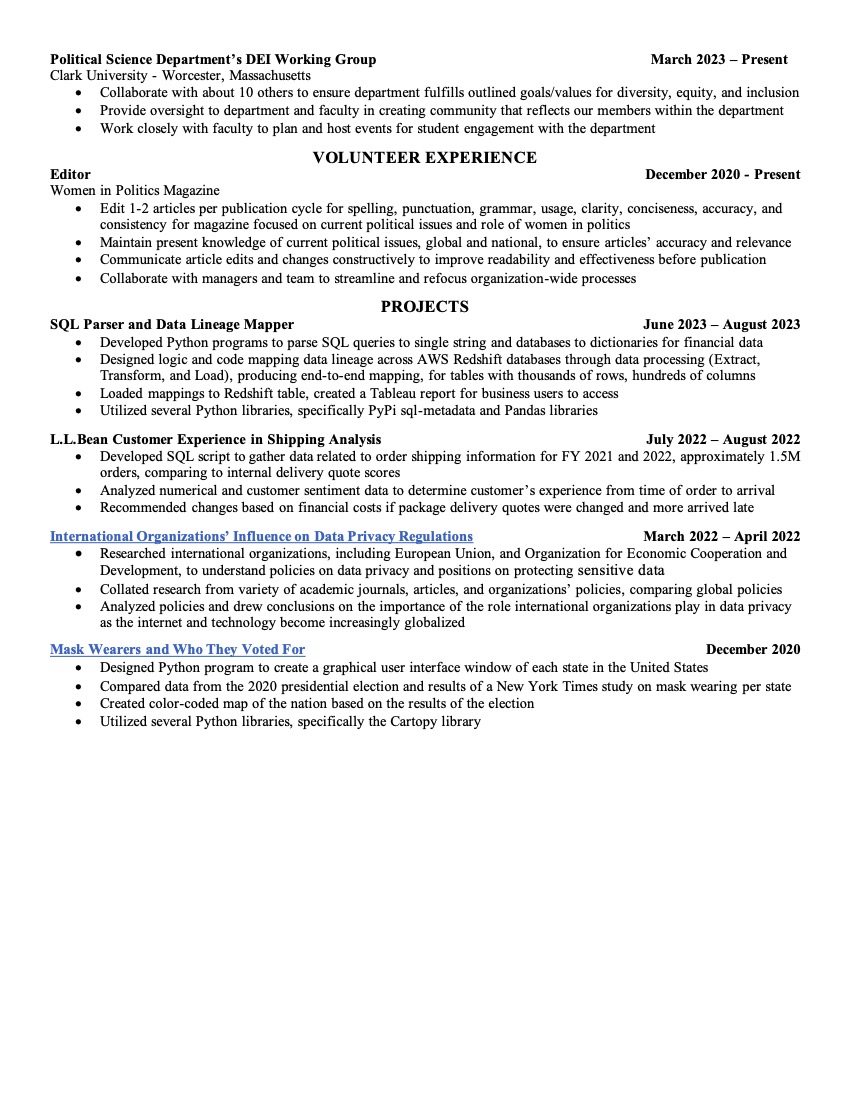 Political Science Department’s DEI Working Group March 2023 – Present
Clark University - Worcester, Massachusetts
• Collaborate with about 10 others to ensure department fulfills outlined goals/values for diversity, equity, and inclusion
• Provide oversight to department and faculty in creating community that reflects our members within the department
• Work closely with faculty to plan and host events for student engagement with the department
VOLUNTEER EXPERIENCE
Editor December 2020 - Present
Women in Politics Magazine
• Edit 1-2 articles per publication cycle for spelling, punctuation, grammar, usage, clarity, conciseness, accuracy, and
consistency for magazine focused on current political issues and role of women in politics
• Maintain present knowledge of current political issues, global and national, to ensure articles’ accuracy and relevance
• Communicate article edits and changes constructively to improve readability and effectiveness before publication
• Collaborate with managers and team to streamline and refocus organization-wide processes
PROJECTS
SQL Parser and Data Lineage Mapper June 2023 – August 2023
• Developed Python programs to parse SQL queries to single string and databases to dictionaries for financial data
• Designed logic and code mapping data lineage across AWS Redshift databases through data processing (Extract,
Transform, and Load), producing end-to-end mapping, for tables with thousands of rows, hundreds of columns
• Loaded mappings to Redshift table, created a Tableau report for business users to access
• Utilized several Python libraries, specifically PyPi sql-metadata and Pandas libraries
L.L.Bean Customer Experience in Shipping Analysis July 2022 – August 2022
• Developed SQL script to gather data related to order shipping information for FY 2021 and 2022, approximately 1.5M
orders, comparing to internal delivery quote scores
• Analyzed numerical and customer sentiment data to determine customer’s experience from time of order to arrival
• Recommended changes based on financial costs if package delivery quotes were changed and more arrived late
International Organizations’ Influence on Data Privacy Regulations March 2022 – April 2022
• Researched international organizations, including European Union, and Organization for Economic Cooperation and
Development, to understand policies on data privacy and positions on protecting sensitive data
• Collated research from variety of academic journals, articles, and organizations’ policies, comparing global policies
• Analyzed policies and drew conclusions on the importance of the role international organizations play in data privacy
as the internet and technology become increasingly globalized
Mask Wearers and Who They Voted For December 2020
• Designed Python program to create a graphical user interface window of each state in the United States
• Compared data from the 2020 presidential election and results of a New York Times study on mask wearing per state
• Created color-coded map of the nation based on the results of the election
• Utilized several Python libraries, specifically the Cartopy library